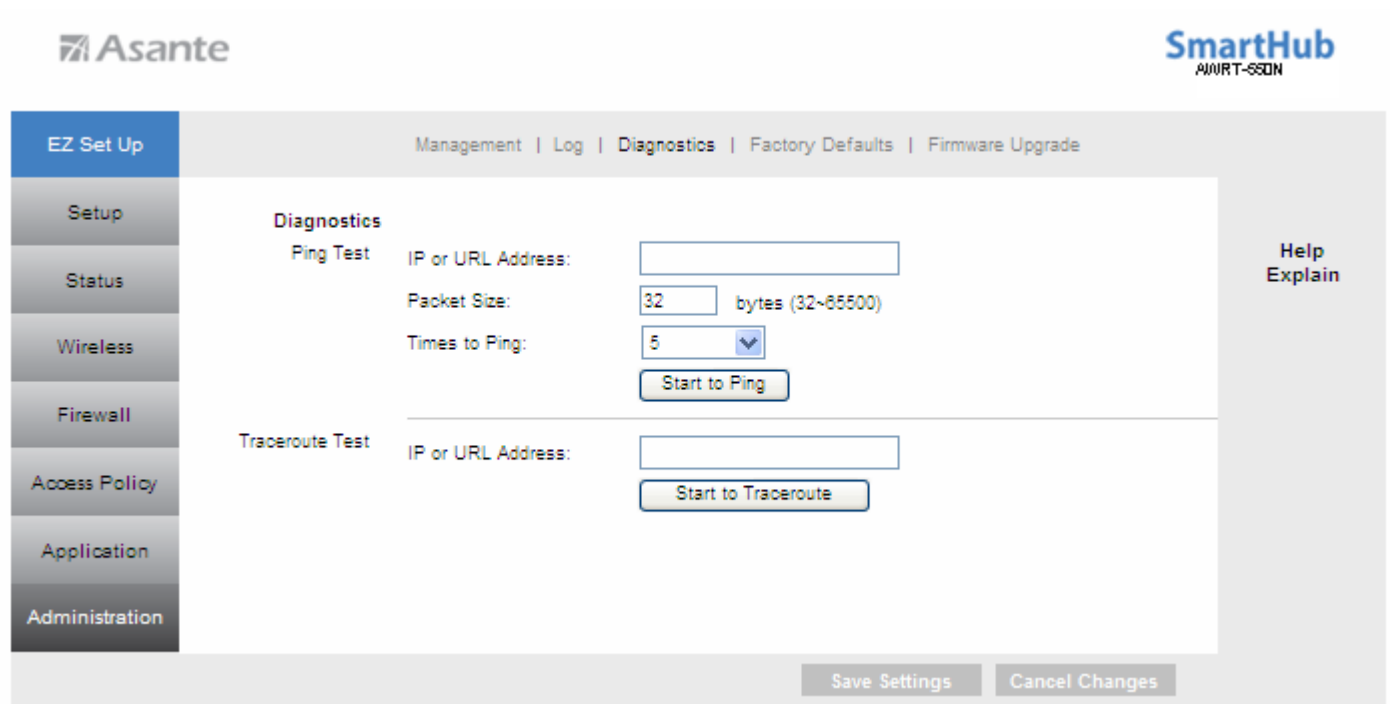 Asante
SmartHub
AWRT-550N
EZ Set Up
Management | Log | Diagnostics | Factory Defaults | Firmware Upgrade
Setup
Status
Wireless
Firewall
Access Policy
Application
Administration
Diagnostics
Ping Test
IP or URL Address:
Packet Size: 32 bytes (32~65500)
Times to Ping: 5
Start to Ping
Traceroute Test
IP or URL Address:
Start to Traceroute
Help
Explain
Save Settings
Cancel Changes